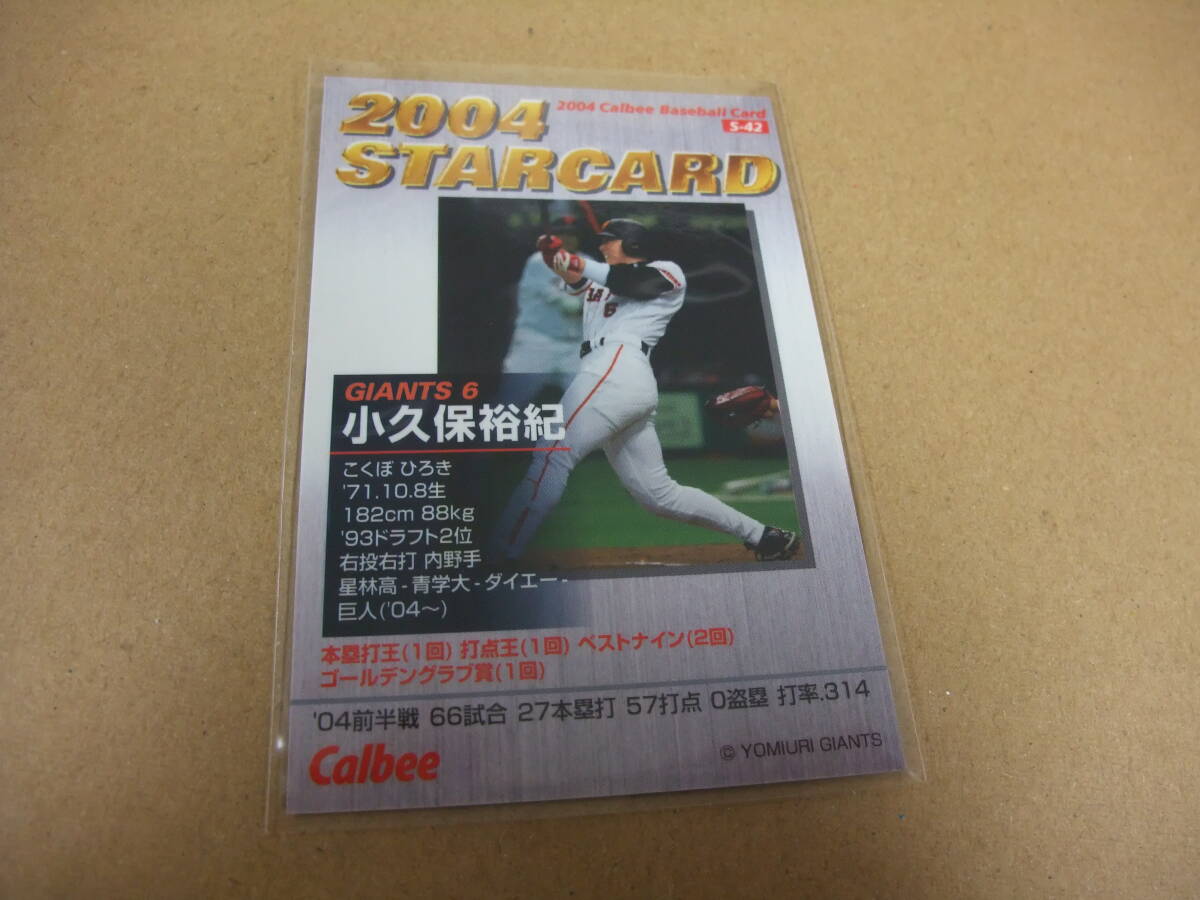 2004
2004 Calbee Baseball Card
S-42
STARCARD
6
GIANTS 6
小久保裕紀
こくぼ ひろき
'71.10.8生
182cm 88kg
'93ドラフト2位
右投右打 内野手
星林高-青学大-ダイエー-
巨人('04～)
本塁打王(1回) 打点王(1回) ベストナイン(2回)
ゴールデングラブ賞(1回)
'04前半戦 66試合 27本塁打 57打点 0盗塁 打率.314
Calbee
© YOMIURI GIANTS